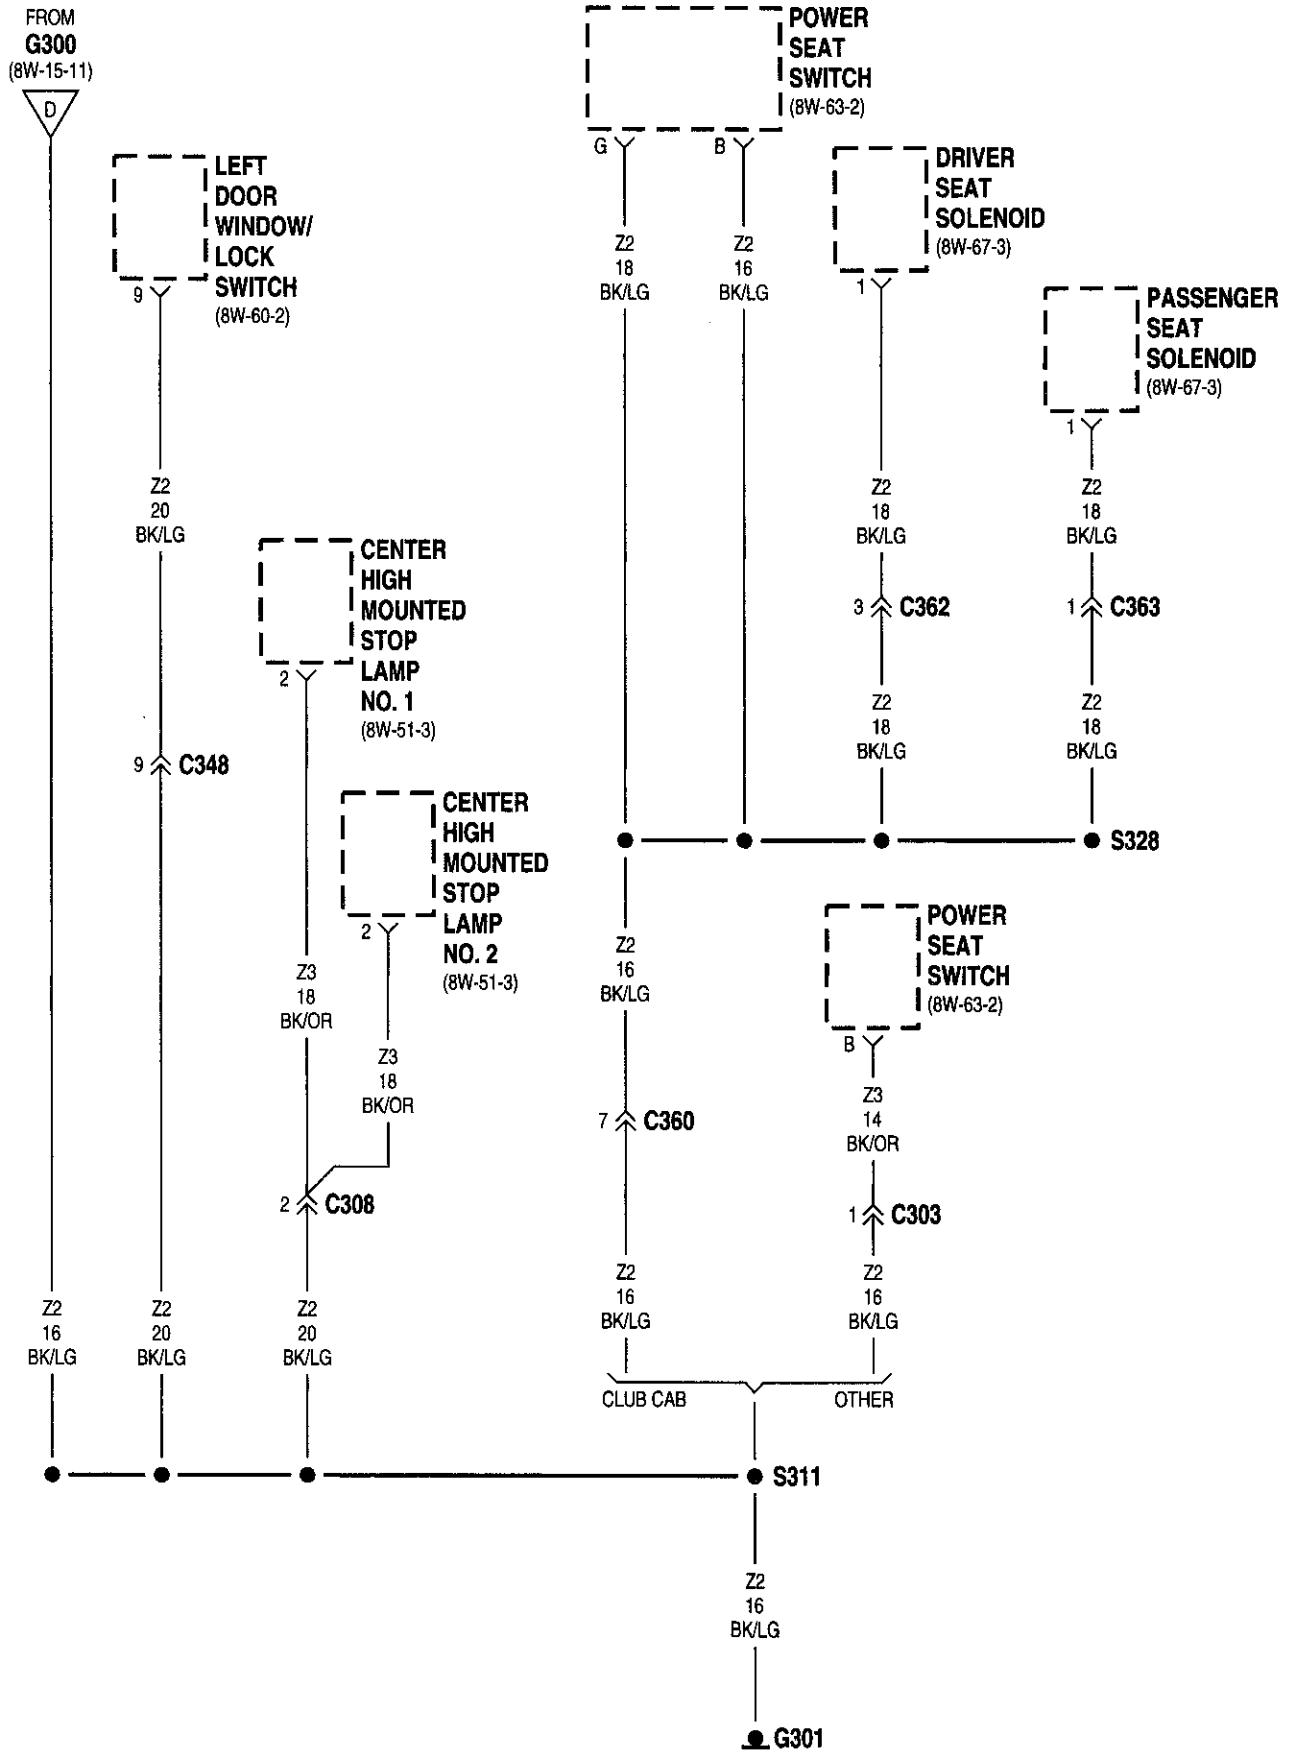 FROM
G300
(8W-15-11)
D
LEFT
DOOR
WINDOW/
LOCK
SWITCH
(8W-60-2)
9
Z2
20
BK/LG
9
C348
Z2
16
BK/LG
Z2
20
BK/LG
CENTER
HIGH
MOUNTED
STOP
LAMP
NO. 1
(8W-51-3)
2
Z3
18
BK/OR
CENTER
HIGH
MOUNTED
STOP
LAMP
NO. 2
(8W-51-3)
2
Z3
18
BK/OR
2
C308
Z2
20
BK/LG
POWER
SEAT
SWITCH
(8W-63-2)
G
B
Z2
18
BK/LG
Z2
16
BK/LG
DRIVER
SEAT
SOLENOID
(8W-67-3)
1
Z2
18
BK/LG
3
C362
Z2
18
BK/LG
PASSENGER
SEAT
SOLENOID
(8W-67-3)
1
Z2
18
BK/LG
1
C363
Z2
18
BK/LG
S328
Z2
16
BK/LG
7
C360
Z2
16
BK/LG
POWER
SEAT
SWITCH
(8W-63-2)
B
Z3
14
BK/OR
1
C303
Z2
16
BK/LG
CLUB CAB
OTHER
S311
Z2
16
BK/LG
G301